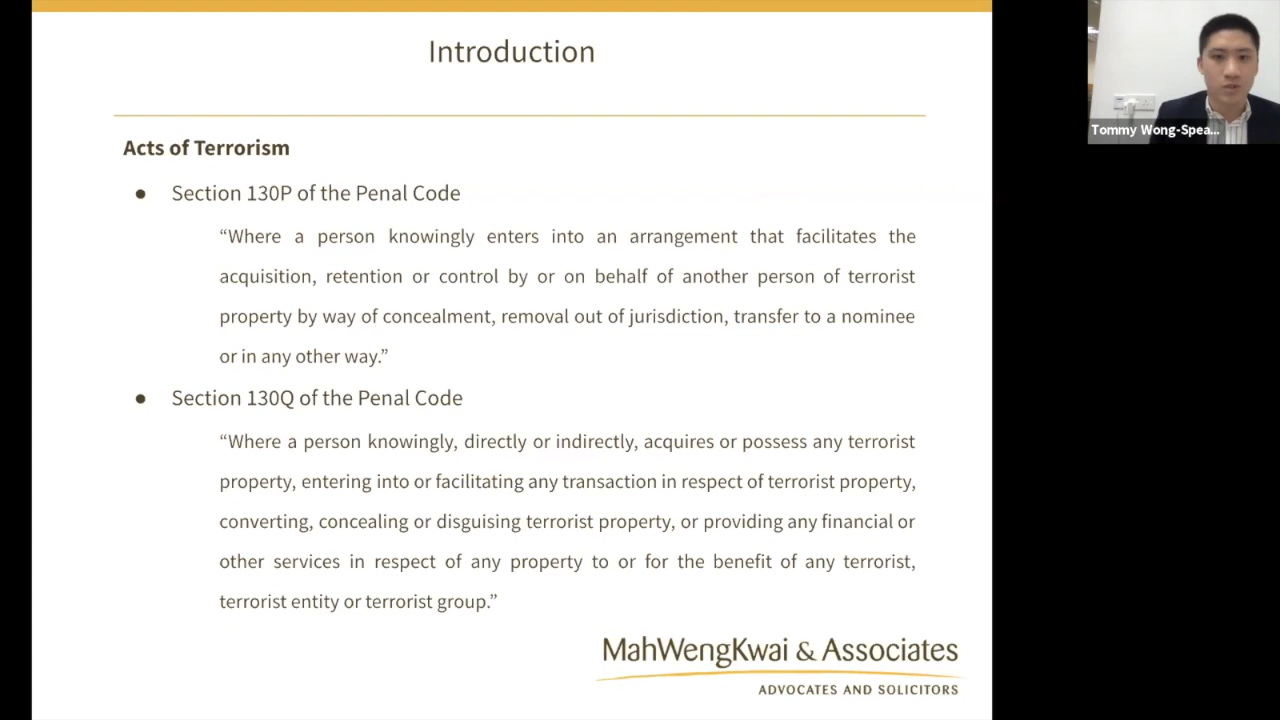 Introduction
Acts of Terrorism
● Section 130P of the Penal Code
“Where a person knowingly enters into an arrangement that facilitates the
acquisition, retention or control by or on behalf of another person of terrorist
property by way of concealment, removal out of jurisdiction, transfer to a nominee
or in any other way.”
● Section 130Q of the Penal Code
“Where a person knowingly, directly or indirectly, acquires or possess any terrorist
property, entering into or facilitating any transaction in respect of terrorist property,
converting, concealing or disguising terrorist property, or providing any financial or
other services in respect of any property to or for the benefit of any terrorist,
terrorist entity or terrorist group.”
MahWengKwai & Associates
ADVOCATES AND SOLICITORS
Tommy Wong-Spea...